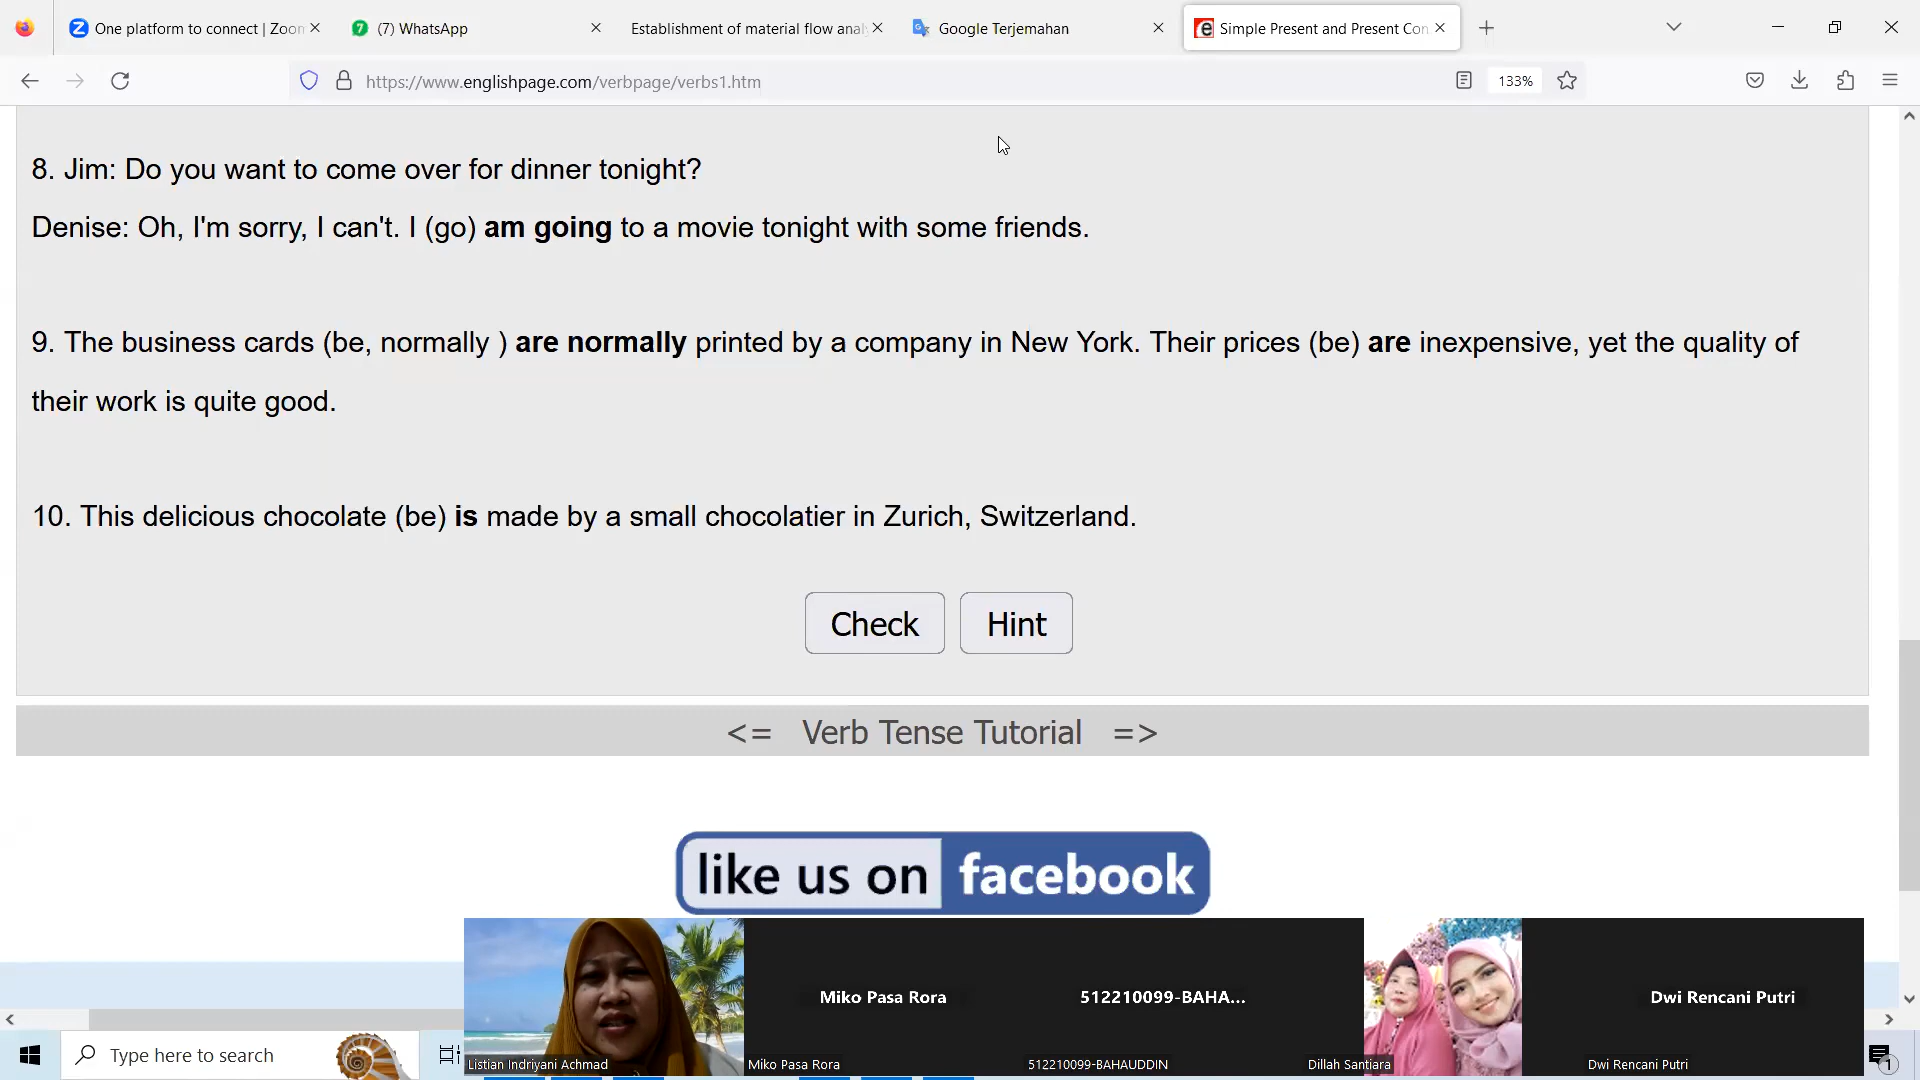 One platform to connect | Zoom
(7) WhatsApp
Establishment of material flow anal
Google Terjemahan
Simple Present and Present Con
https://www.englishpage.com/verbpage/verbs1.htm
133%
8. Jim: Do you want to come over for dinner tonight?
Denise: Oh, I'm sorry, I can't. I (go) am going to a movie tonight with some friends.
9. The business cards (be, normally ) are normally printed by a company in New York. Their prices (be) are inexpensive, yet the quality of
their work is quite good.
10. This delicious chocolate (be) is made by a small chocolatier in Zurich, Switzerland.
Check Hint
<= Verb Tense Tutorial =>
like us on facebook
Miko Pasa Rora
512210099-BAHA...
Dwi Rencani Putri
Listian Indriyani Achmad
Miko Pasa Rora
512210099-BAHAUDDIN
Dillah Santiara
Dwi Rencani Putri
Type here to search
1